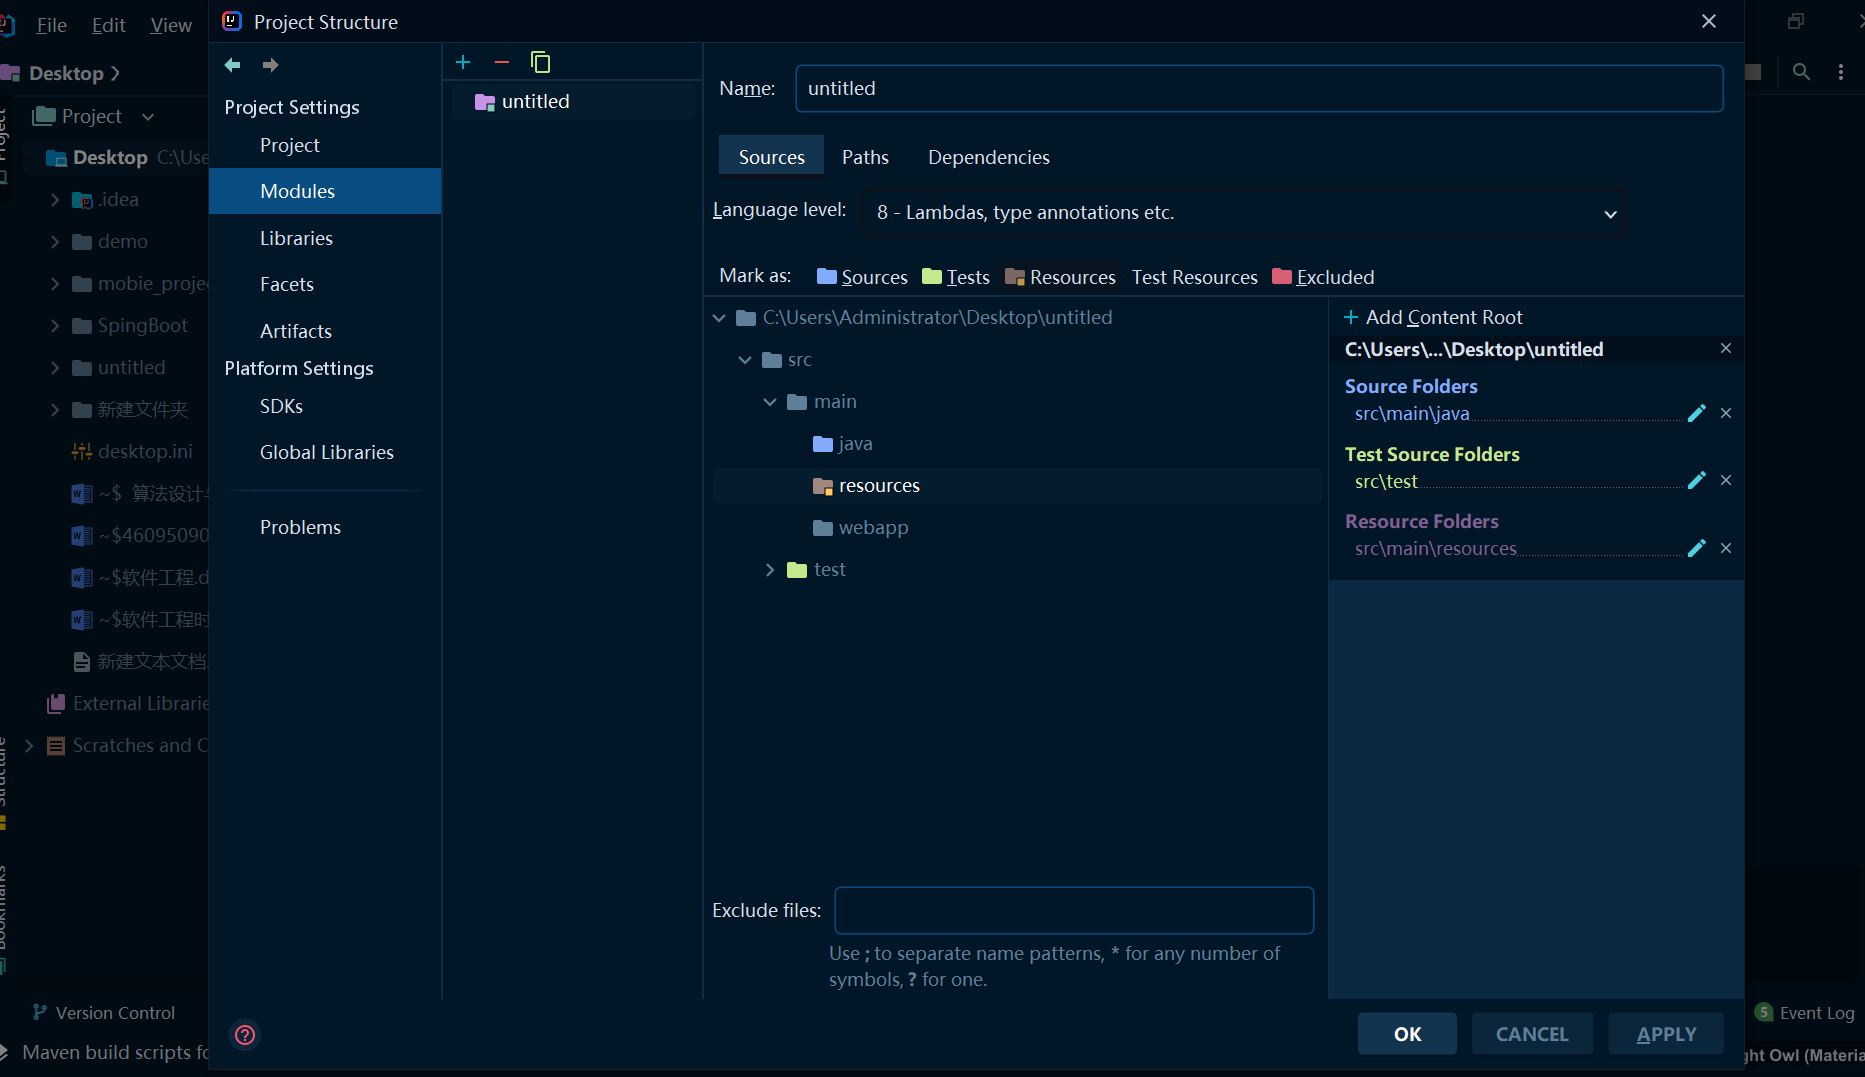 File Edit View
Project Structure
Desktop
Project
Desktop C:\Use
.idea
demo
mobie_projec
SpingBoot
untitled
新建文件夹
desktop.ini
~$ 算法设计
~$46095090
~$软件工程.d
~$软件工程时
新建文本文档.
External Librarie
Scratches and C
Structure
Bookmarks
Version Control
Maven build scripts fo
Project Settings
Project
Modules
Libraries
Facets
Artifacts
Platform Settings
SDKs
Global Libraries
Problems
untitled
Name: untitled
Sources Paths Dependencies
Language level: 8 - Lambdas, type annotations etc.
Mark as: Sources Tests Resources Test Resources Excluded
C:\Users\Administrator\Desktop\untitled
src
main
java
resources
webapp
test
Add Content Root
C:\Users\...\Desktop\untitled
Source Folders
src\main\java
Test Source Folders
src\test
Resource Folders
src\main\resources
Exclude files:
Use ; to separate name patterns, * for any number of
symbols, ? for one.
OK CANCEL APPLY
5 Event Log
ght Owl (Materia